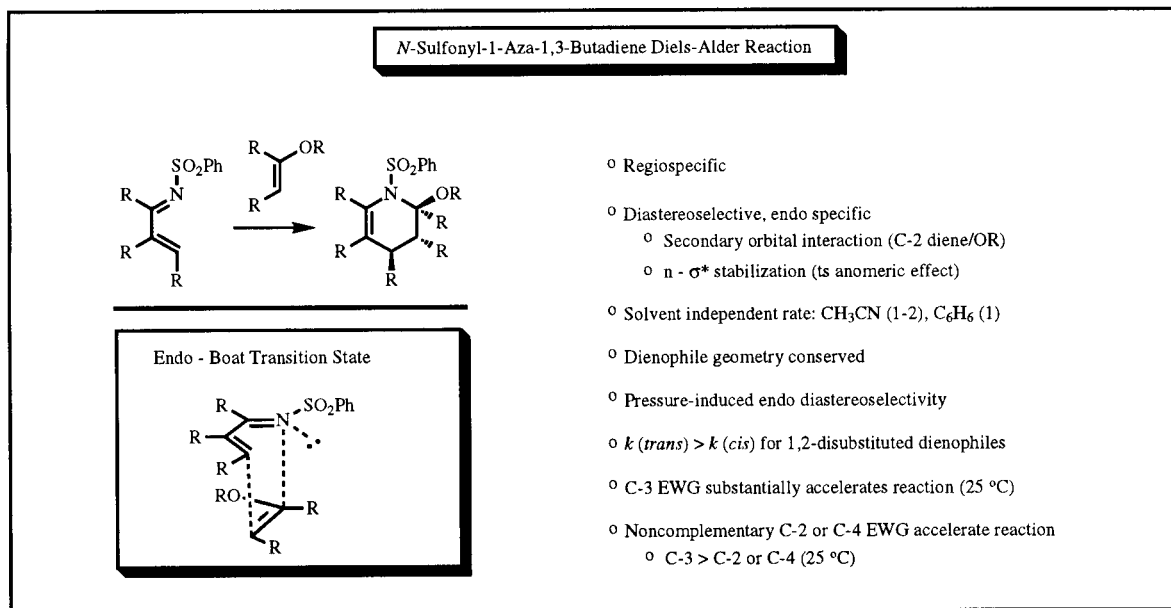 N-Sulfonyl-1-Aza-1,3-Butadiene Diels-Alder Reaction
SO₂Ph
N
R
R
R
R
OR
R
SO₂Ph
N
R
OR
R
R
R
R
Endo - Boat Transition State
R
N
SO₂Ph
R
R
RO
R
R
o Regiospecific
o Diastereoselective, endo specific
o Secondary orbital interaction (C-2 diene/OR)
o n - σ* stabilization (ts anomeric effect)
o Solvent independent rate: CH₃CN (1-2), C₆H₆ (1)
o Dienophile geometry conserved
o Pressure-induced endo diastereoselectivity
o k (trans) > k (cis) for 1,2-disubstituted dienophiles
o C-3 EWG substantially accelerates reaction (25 °C)
o Noncomplementary C-2 or C-4 EWG accelerate reaction
o C-3 > C-2 or C-4 (25 °C)